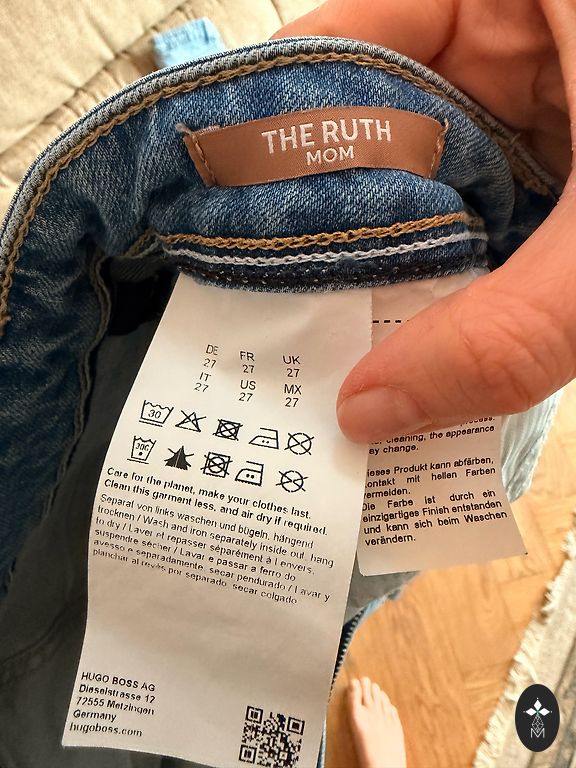 THE RUTH
MOM
DE FR UK
27 27 27
IT US MX
27 27 27
30
30C
Care for the planet, make your clothes last.
Clean this garment less, and air dry if required.
Separat von links waschen und bügeln, hängend
trocknen / Wash and iron separately inside out, hang
to dry / Laver et repasser séparément à l'envers,
suspendre sécher / Lavare e passare a ferro do
avesso e separadamente, secar pendurado / Lavar y
planchar al revés por separado, secar colgado
HUGO BOSS AG
Dieselstrasse 12
72555 Metzingen
Germany
hugoboss.com
process.
cleaning, the appearance
ay change.
ieses Produkt kann abfärben,
ontakt mit hellen Farben
ermeiden.
Die Farbe ist durch ein
einzigartiges Finish entstanden
und kann sich beim Waschen
verändern.